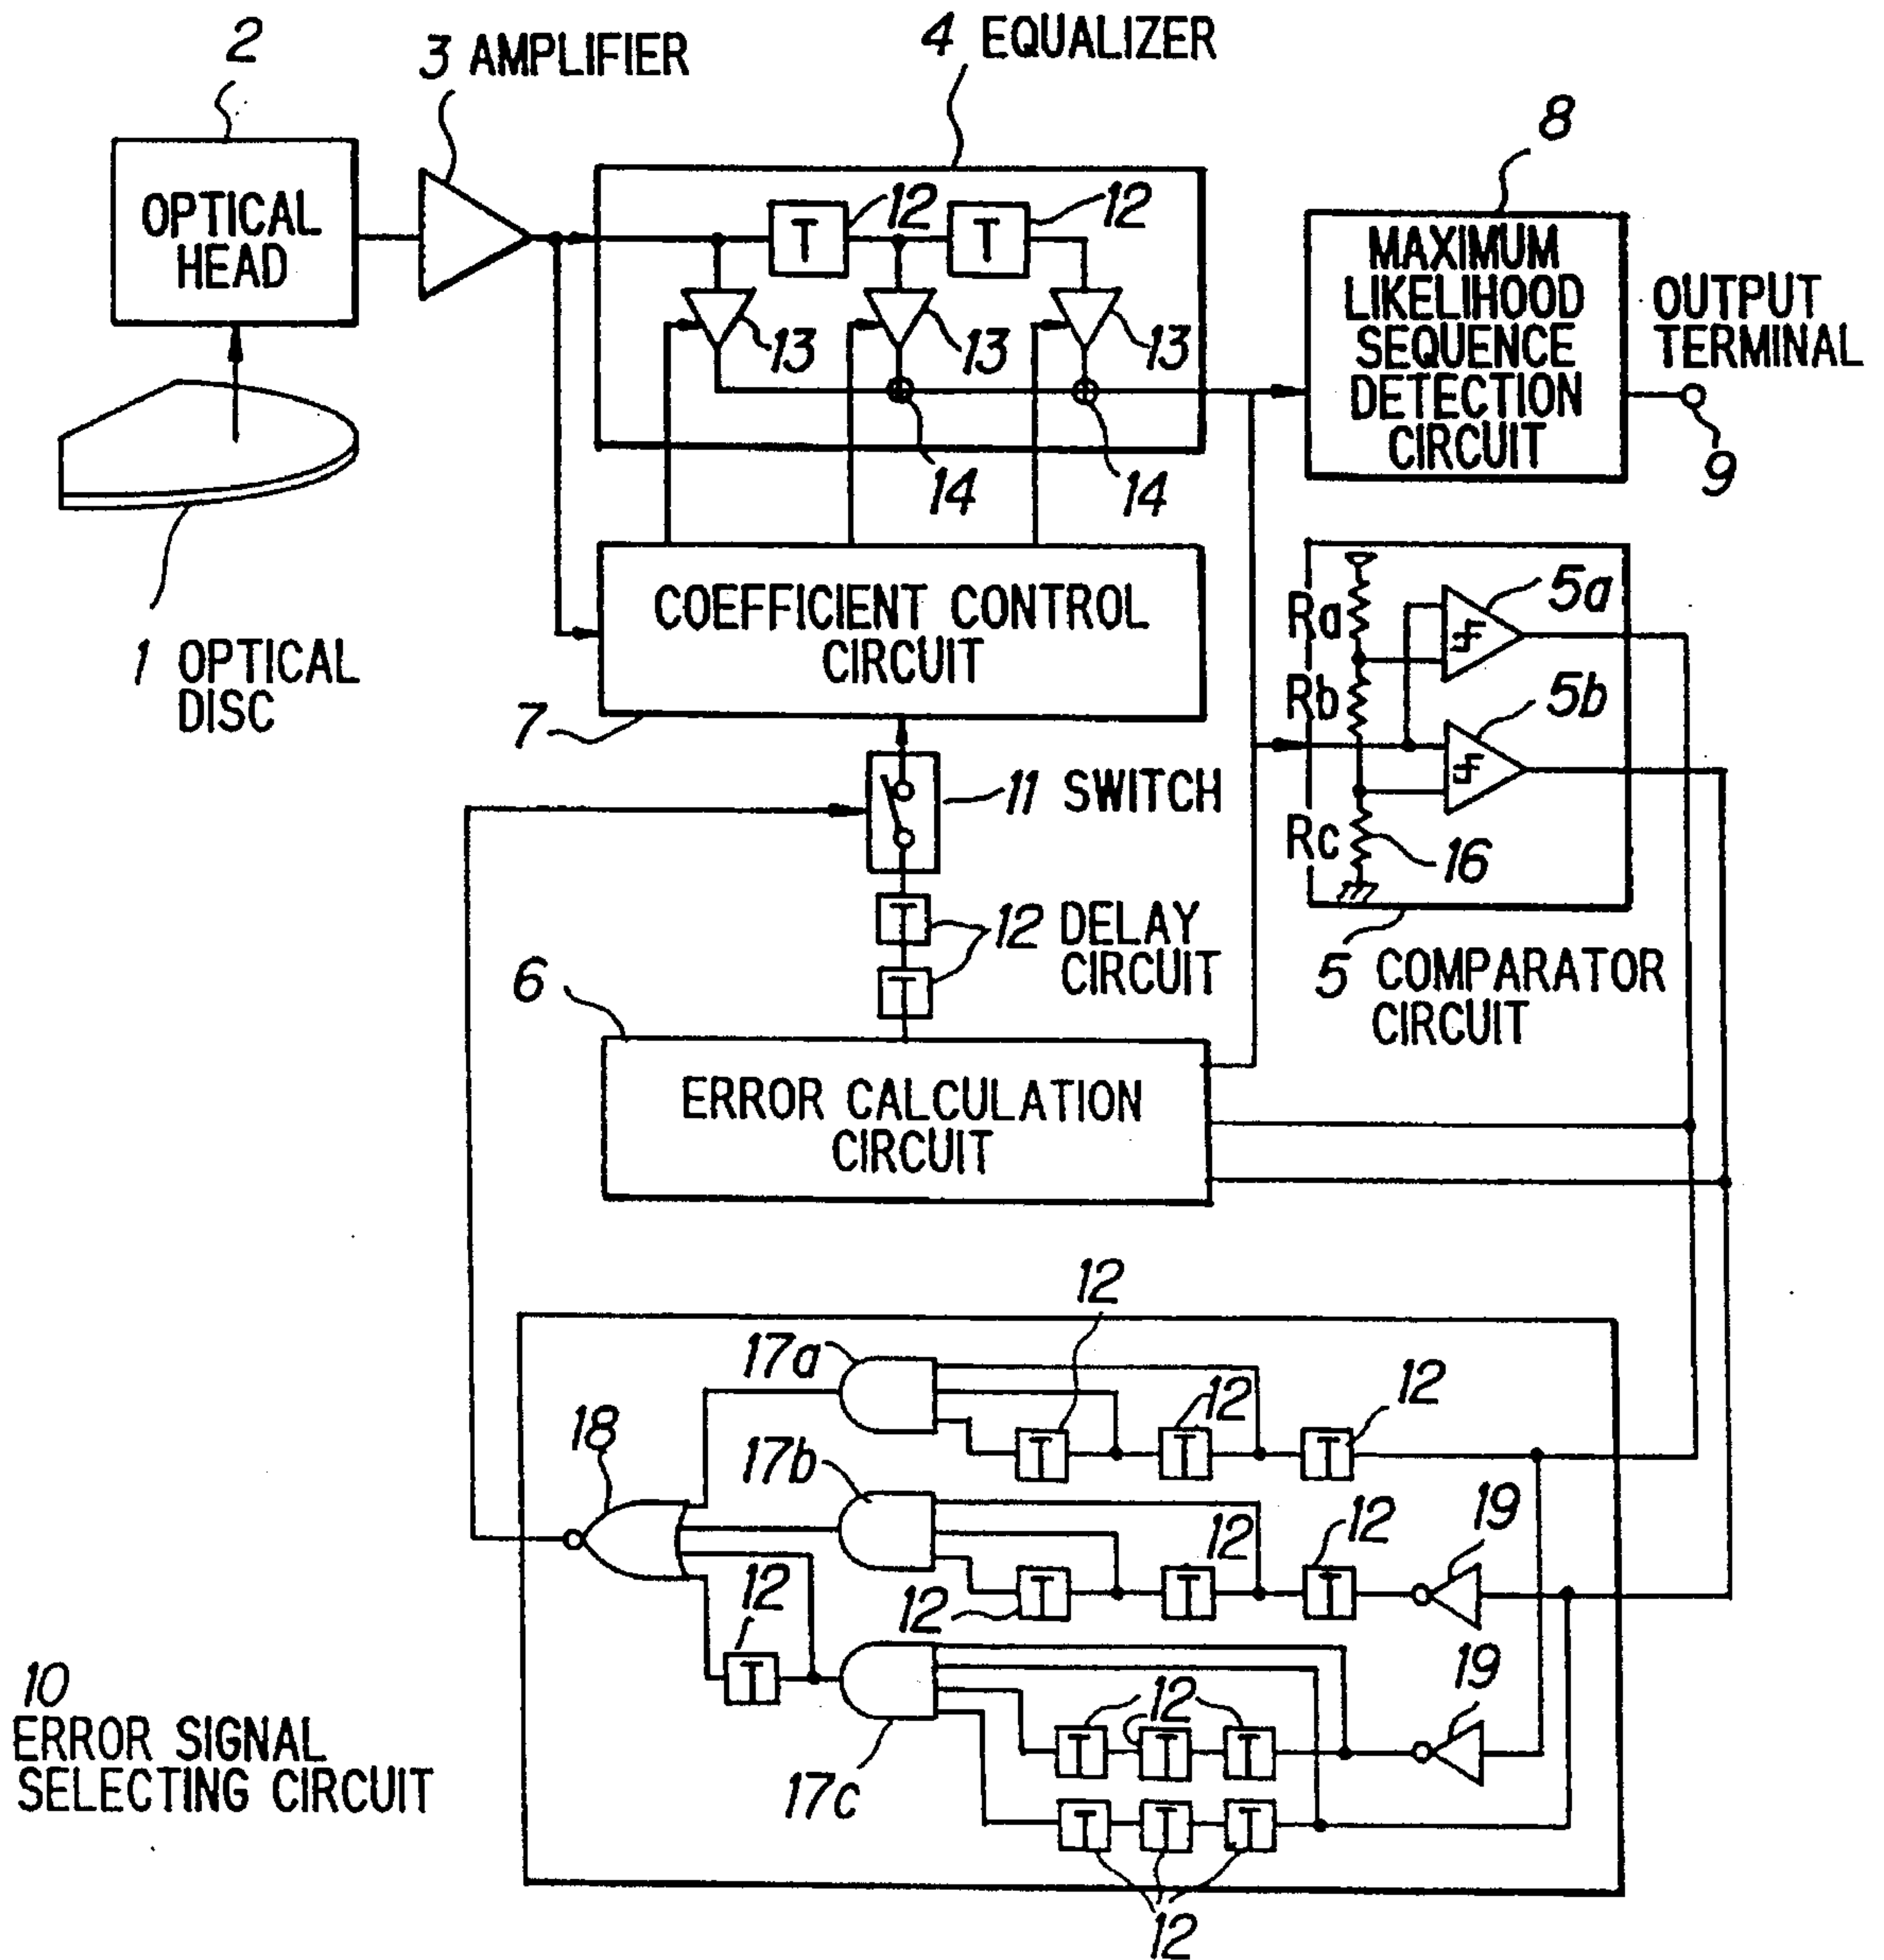 2
3 AMPLIFIER
4 EQUALIZER
8
OPTICAL
HEAD
T
12
T
12
13
13
13
14
14
MAXIMUM
LIKELIHOOD
SEQUENCE
DETECTION
CIRCUIT
OUTPUT
TERMINAL
9
1 OPTICAL
DISC
COEFFICIENT CONTROL
CIRCUIT
7
Ra
Rb
Rc
5a
5b
16
5 COMPARATOR
CIRCUIT
11 SWITCH
T
T
12 DELAY
CIRCUIT
6
ERROR CALCULATION
CIRCUIT
12
17a
12
12
T
T
T
18
17b
12
12
19
T
T
T
12
12
T
19
12
12
T
T
T
17c
T
T
T
12
10
ERROR SIGNAL
SELECTING CIRCUIT